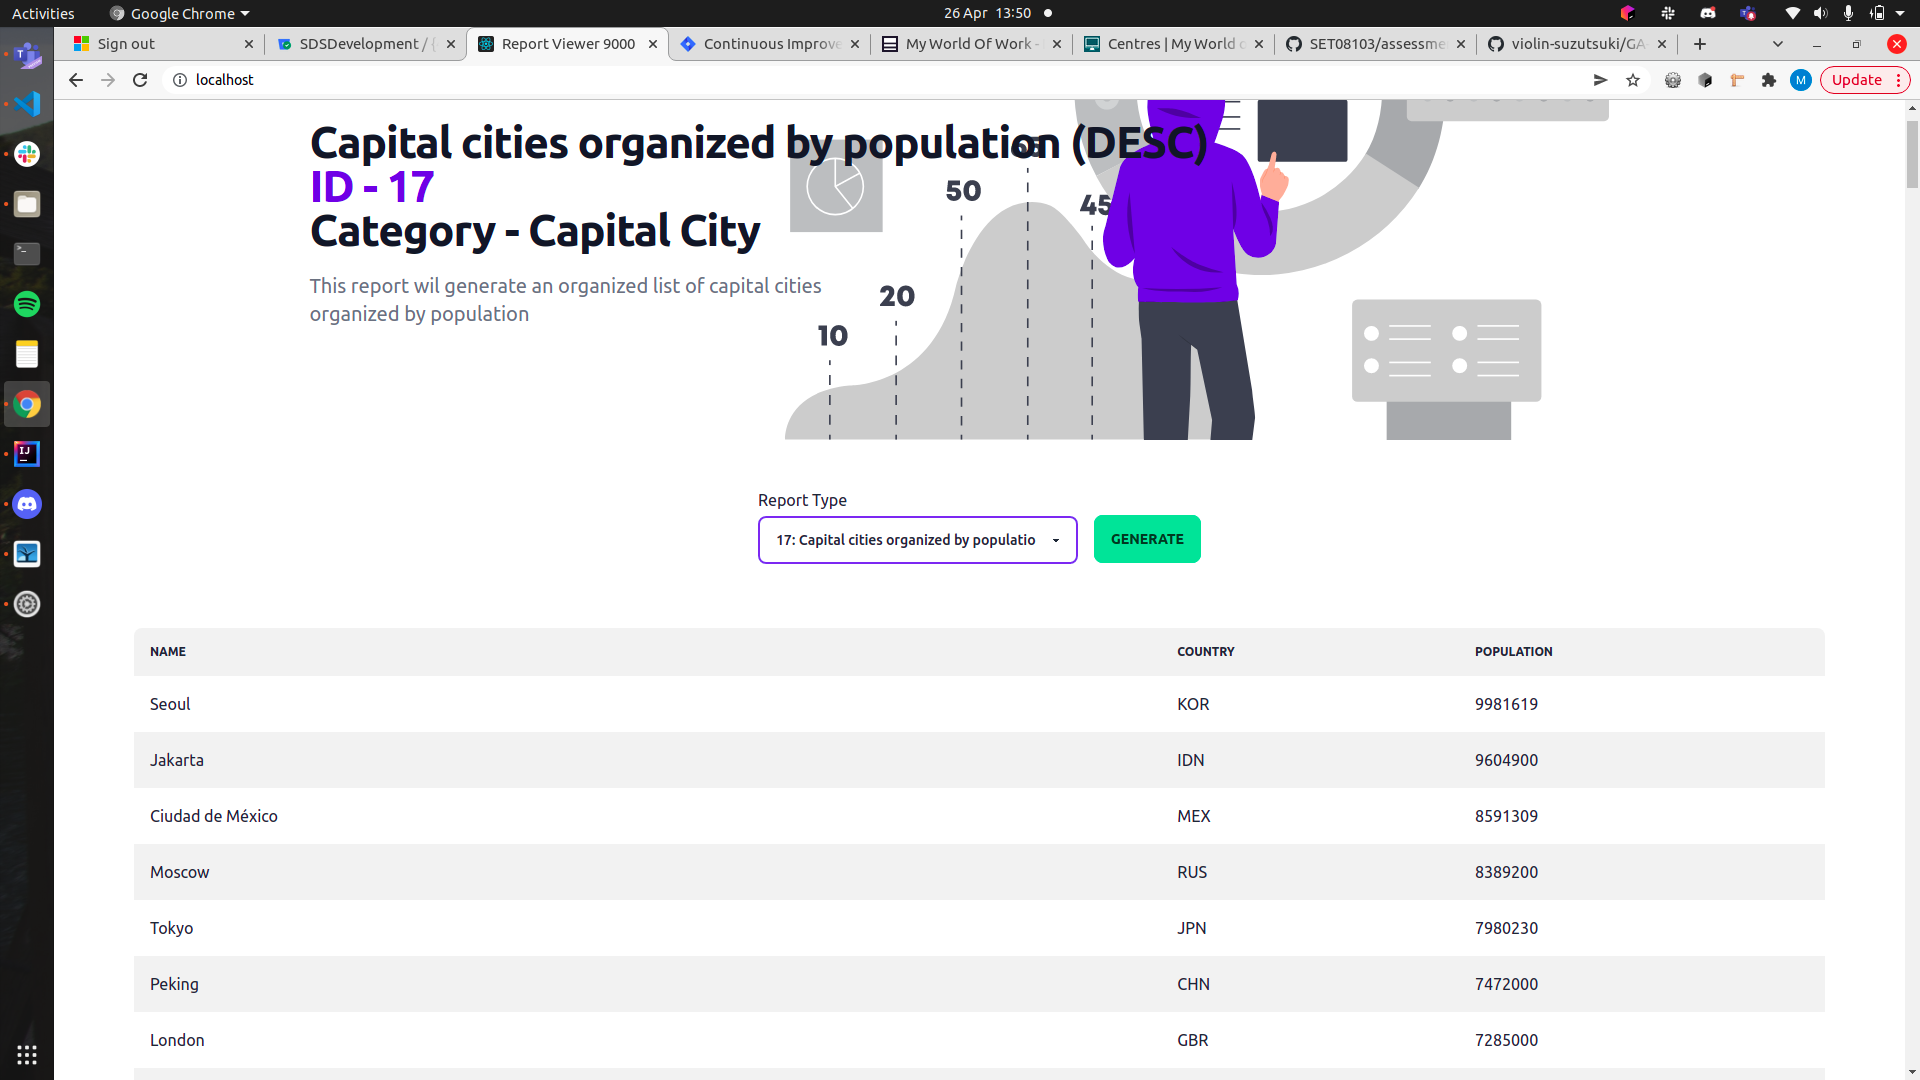 Activities
Google Chrome
26 Apr 13:50
Sign out
SDSDevelopment / {
Report Viewer 9000
Continuous Improve
My World Of Work -
Centres | My World o
SET08103/assessme
violin-suzutsuki/GA
localhost
M
Update
Capital cities organized by population (DESC)
ID - 17
Category - Capital City
This report wil generate an organized list of capital cities
organized by population
10
20
50
45
Report Type
17: Capital cities organized by populatio
GENERATE
NAME COUNTRY POPULATION
Seoul KOR 9981619
Jakarta IDN 9604900
Ciudad de México MEX 8591309
Moscow RUS 8389200
Tokyo JPN 7980230
Peking CHN 7472000
London GBR 7285000